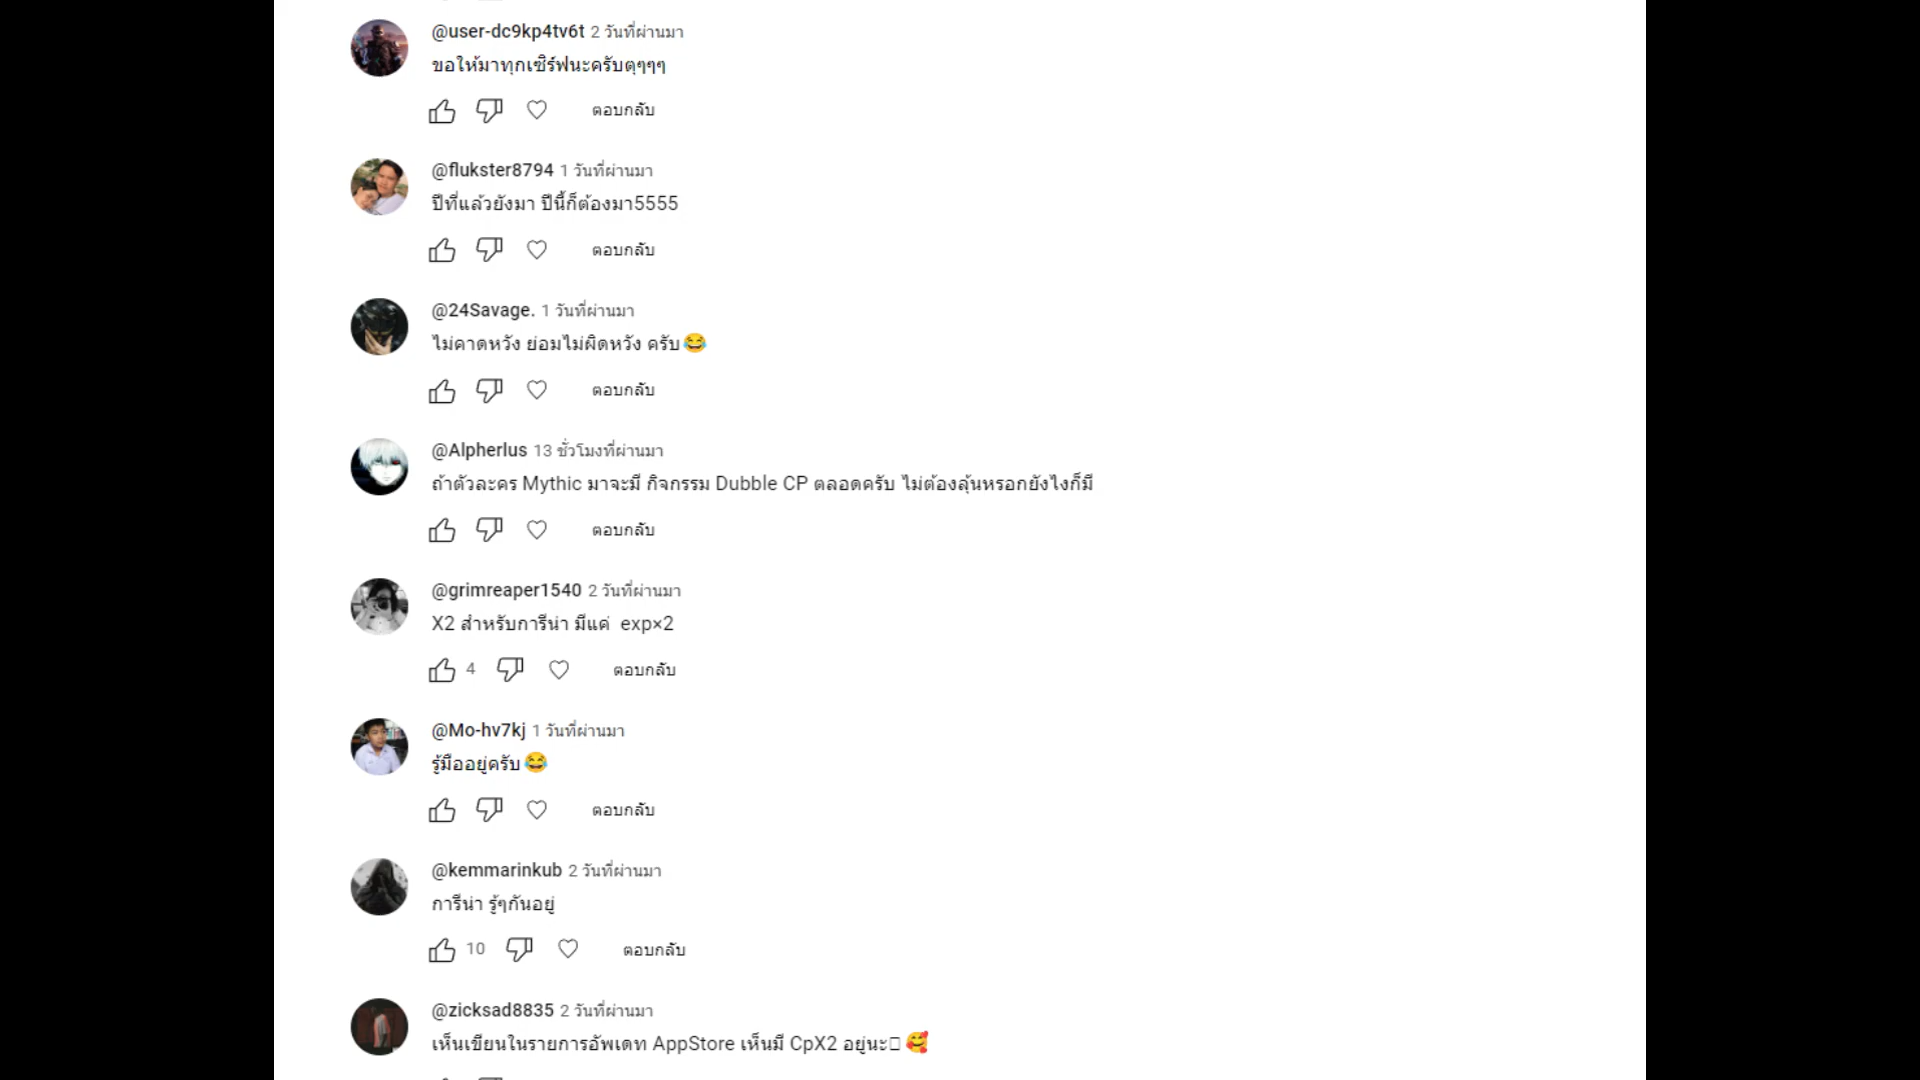 @user-dc9kp4tv6t 2 วันที่ผ่านมา
ขอให้มาทุกเซิร์ฟนะครับตุๆๆๆ
ตอบกลับ
@flukster8794 1 วันที่ผ่านมา
ปีที่แล้วยังมา ปีนี้ก็ต้องมา5555
ตอบกลับ
@24Savage. 1 วันที่ผ่านมา
ไม่คาดหวัง ย่อมไม่ผิดหวัง ครับ😂
ตอบกลับ
@Alpherlus 13 ชั่วโมงที่ผ่านมา
ถ้าตัวละคร Mythic มาจะมี กิจกรรม Dubble CP ตลอดครับ ไม่ต้องลุ้นหรอกยังไงก็มี
ตอบกลับ
@grimreaper1540 2 วันที่ผ่านมา
X2 สำหรับการีน่า มีแค่ exp×2
4 ตอบกลับ
@Mo-hv7kj 1 วันที่ผ่านมา
รู้มืออยู่ครับ😂
ตอบกลับ
@kemmarinkub 2 วันที่ผ่านมา
การีน่า รู้ๆกันอยู่
10 ตอบกลับ
@zicksad8835 2 วันที่ผ่านมา
เห็นเขียนในรายการอัพเดท AppStore เห็นมี CpX2 อยู่นะ🥰